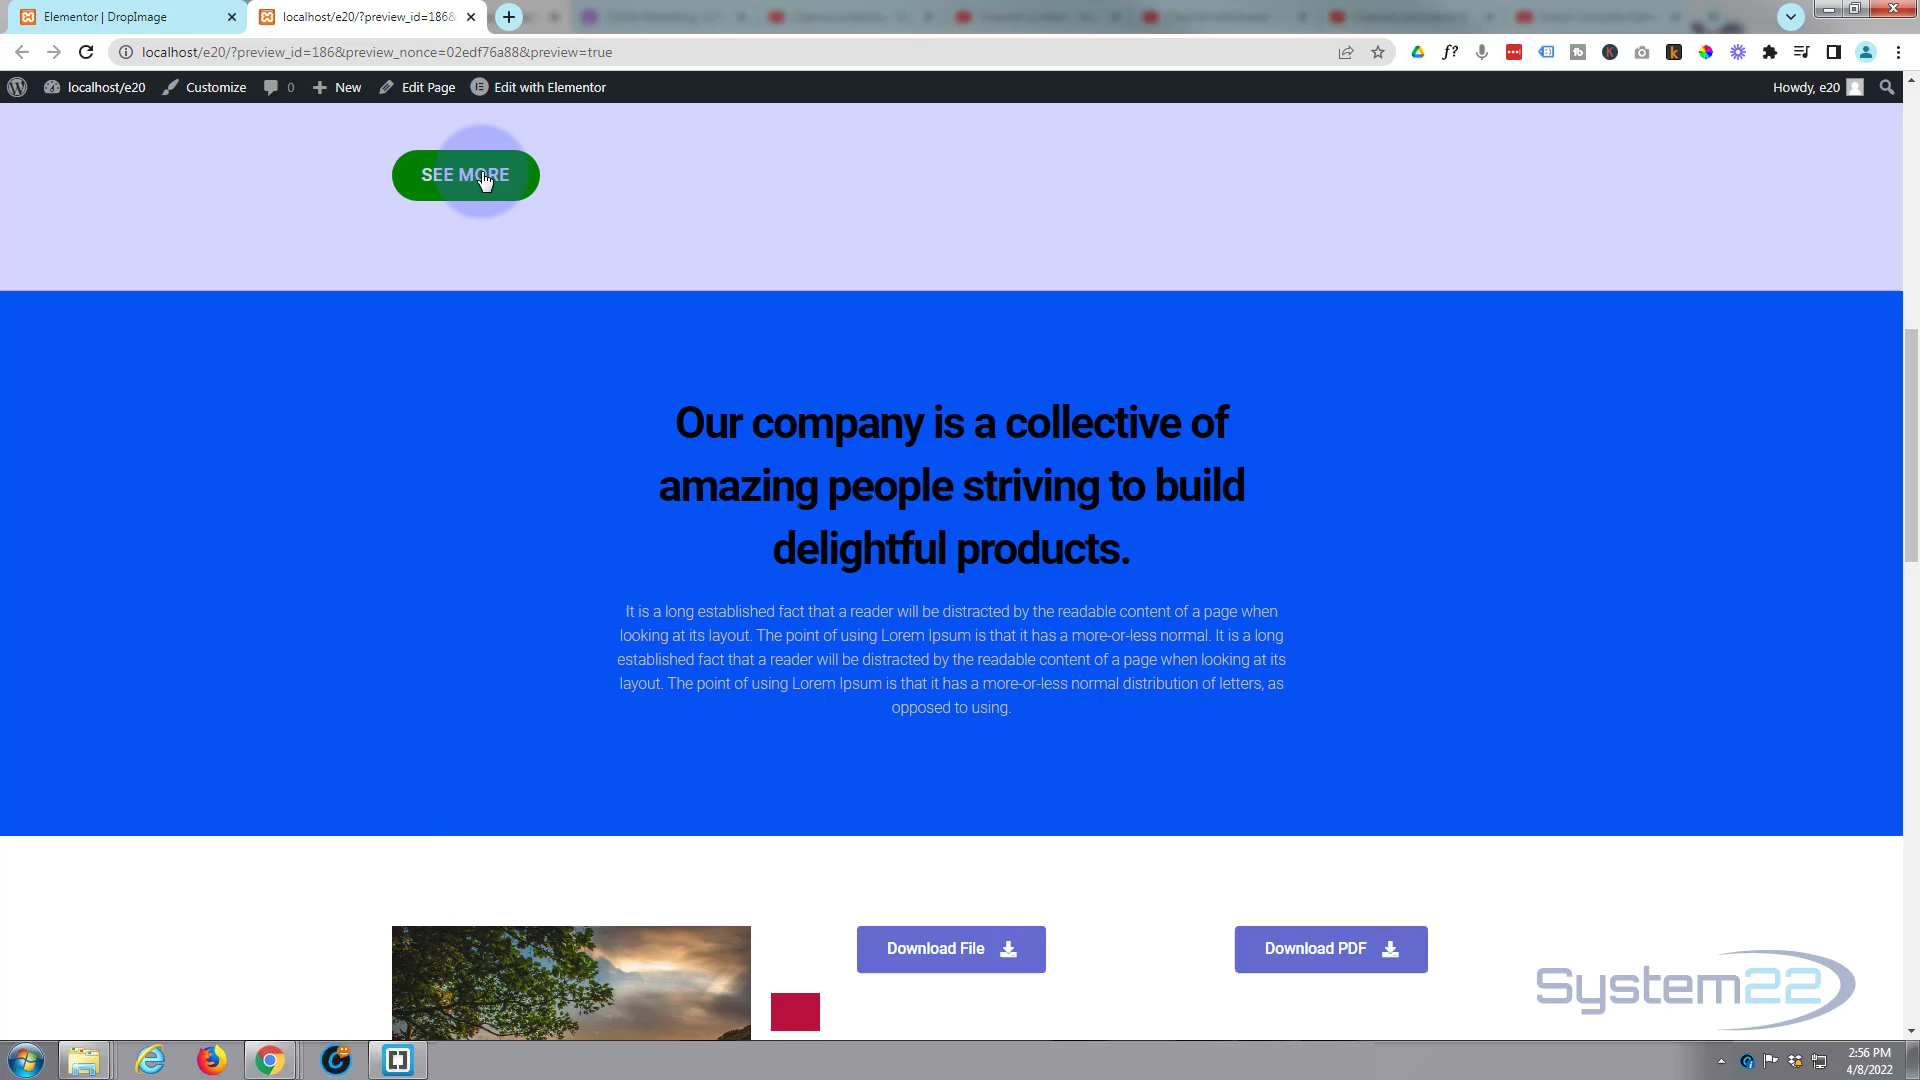 Elementor | DropImage
localhost/e20/?preview_id=186&
localhost/e20/?preview_id=186&preview_nonce=02edf76a88&preview=true
localhost/e20 Customize 0 New Edit Page Edit with Elementor Howdy, e20
SEE MORE
Our company is a collective of
amazing people striving to build
delightful products.
It is a long established fact that a reader will be distracted by the readable content of a page when
looking at its layout. The point of using Lorem Ipsum is that it has a more-or-less normal. It is a long
established fact that a reader will be distracted by the readable content of a page when looking at its
layout. The point of using Lorem Ipsum is that it has a more-or-less normal distribution of letters, as
opposed to using.
Download File
Download PDF
System22
2:56 PM
4/8/2022